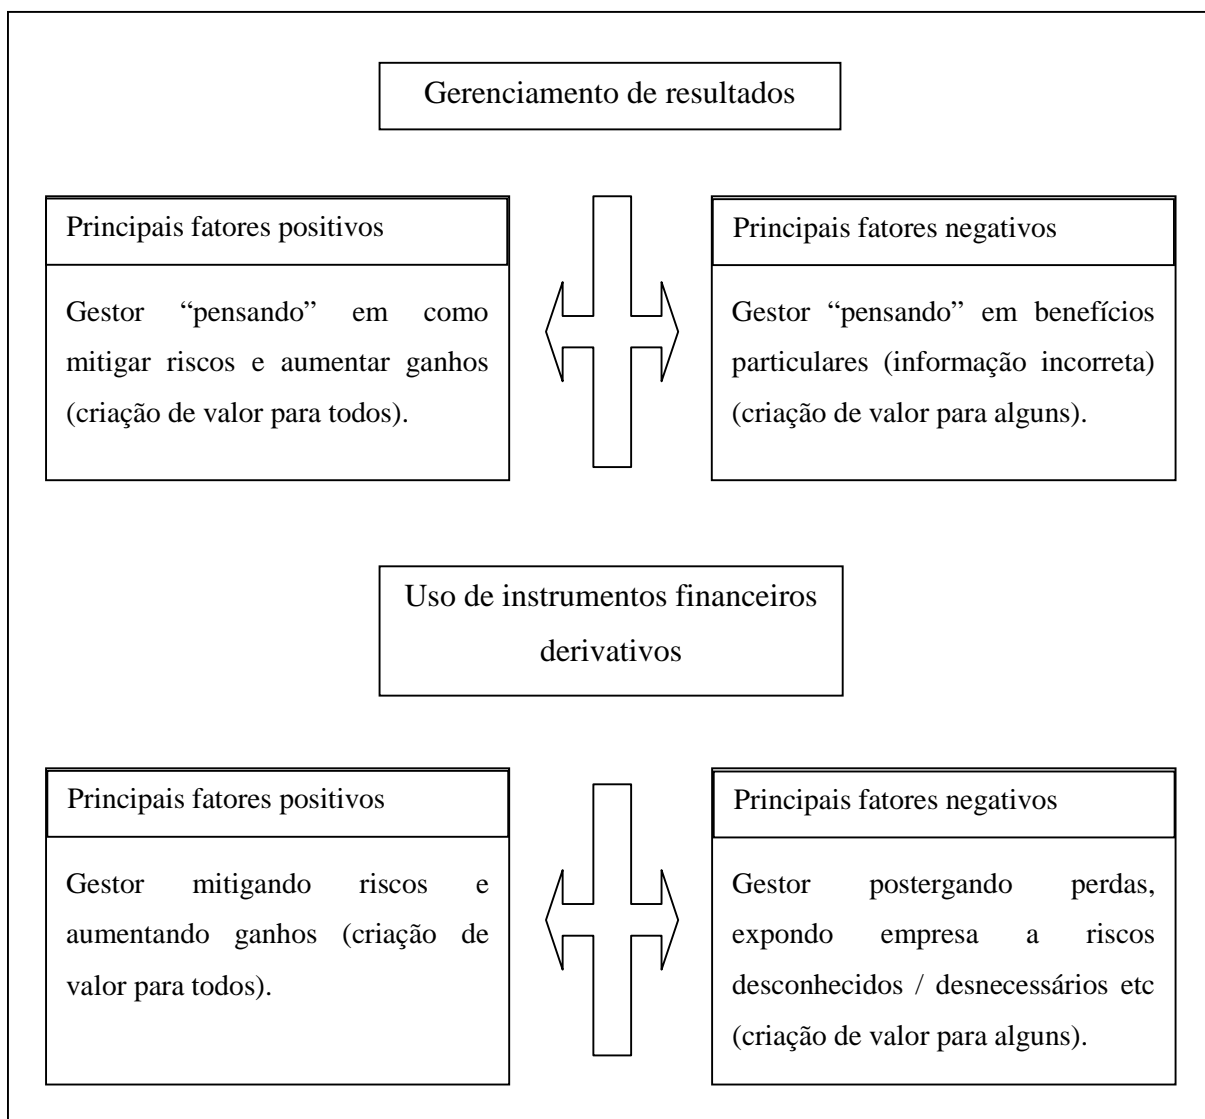 Gerenciamento de resultados
Principais fatores positivos
Gestor “pensando” em como
mitigar riscos e aumentar ganhos
(criação de valor para todos).
Principais fatores negativos
Gestor “pensando” em benefícios
particulares (informação incorreta)
(criação de valor para alguns).
Uso de instrumentos financeiros
derivativos
Principais fatores positivos
Gestor mitigando riscos e
aumentando ganhos (criação de
valor para todos).
Principais fatores negativos
Gestor postergando perdas,
expondo empresa a riscos
desconhecidos / desnecessários etc
(criação de valor para alguns).